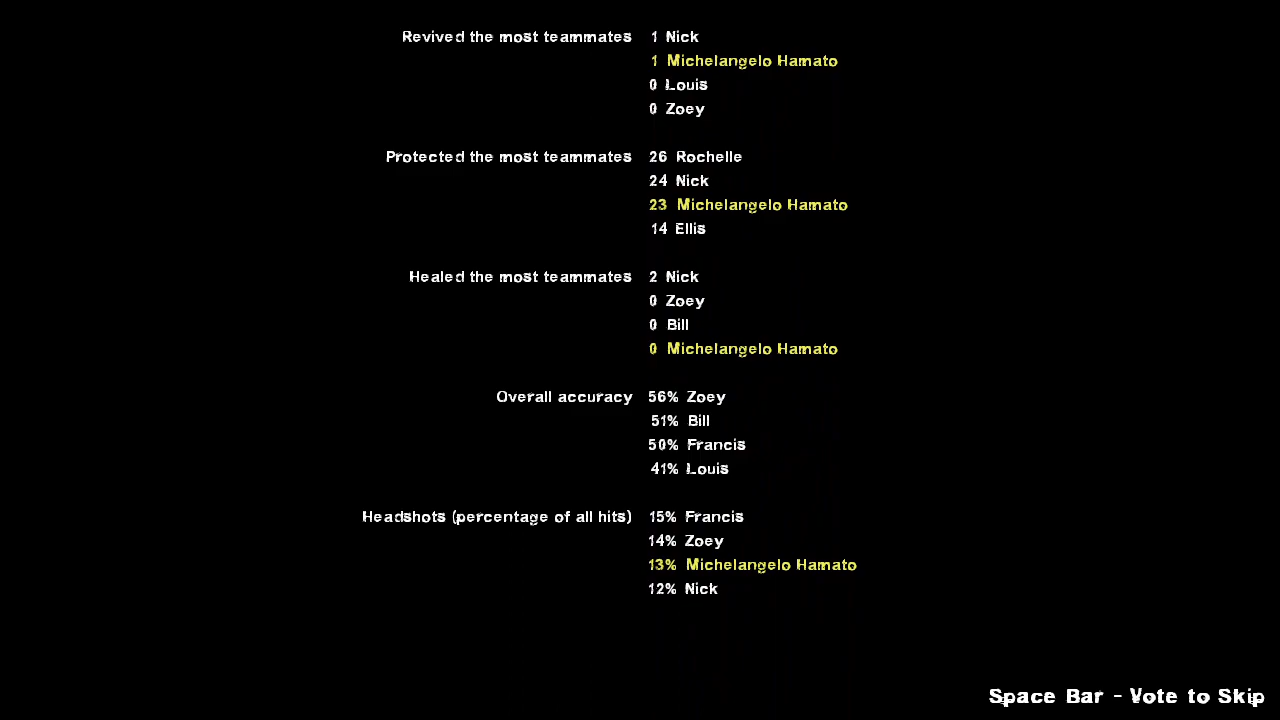 Revived the most teammates 1 Nick
1 Michelangelo Hamato
0 Louis
0 Zoey
Protected the most teammates 26 Rochelle
24 Nick
23 Michelangelo Hamato
14 Ellis
Healed the most teammates 2 Nick
0 Zoey
0 Bill
0 Michelangelo Hamato
Overall accuracy 56% Zoey
51% Bill
50% Francis
41% Louis
Headshots (percentage of all hits) 15% Francis
14% Zoey
13% Michelangelo Hamato
12% Nick
Space Bar - Vote to Skip